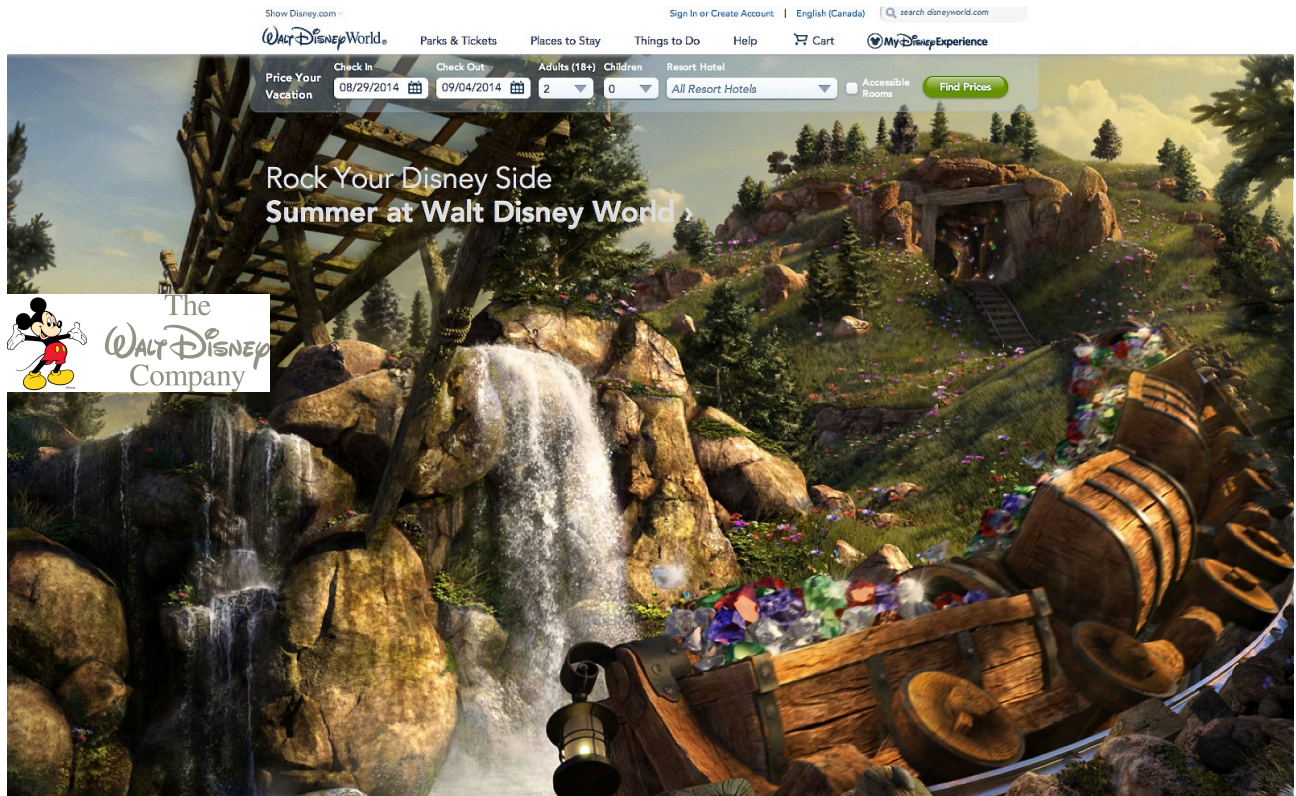 Show Disney.com
Sign In or Create Account | English (Canada)
search disneyworld.com
Walt Disney World®
Parks & Tickets
Places to Stay
Things to Do
Help
Cart
My Disney Experience
Price Your
Vacation
Check In
08/29/2014
Check Out
09/04/2014
Adults (18+)
2
Children
0
Resort Hotel
All Resort Hotels
Accessible
Rooms
Find Prices
Rock Your Disney Side
Summer at Walt Disney World ›
The
Walt Disney
Company